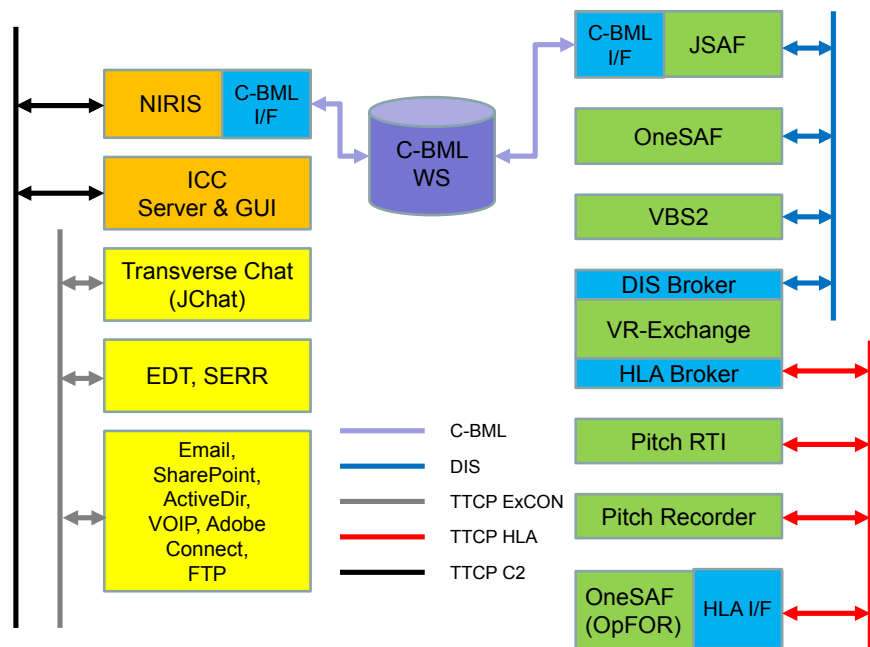 NIRIS
C-BML
I/F
ICC
Server & GUI
Transverse Chat
(JChat)
EDT, SERR
Email,
SharePoint,
ActiveDir,
VOIP, Adobe
Connect,
FTP
C-BML
WS
C-BML
DIS
TTCP ExCON
TTCP HLA
TTCP C2
C-BML
I/F
JSAF
OneSAF
VBS2
DIS Broker
VR-Exchange
HLA Broker
Pitch RTI
Pitch Recorder
OneSAF
(OpFOR)
HLA I/F